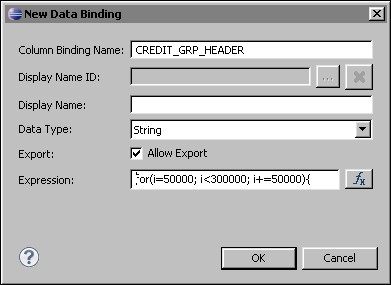 New Data Binding
Column Binding Name: CREDIT_GRP_HEADER
Display Name ID: ...
Display Name:
Data Type: String
Export: Allow Export
Expression: for(i=50000; i<300000; i+=50000){ fx
? OK Cancel